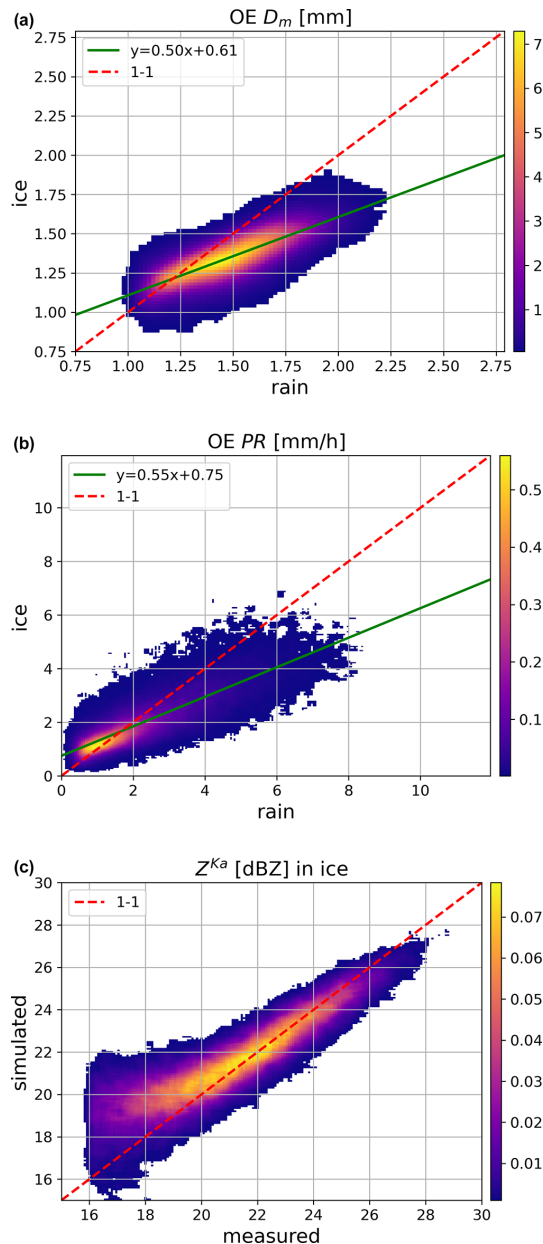 (a)
OE Dm [mm]
y=0.50x+0.61
1-1
2.75
2.50
2.25
2.00
1.75
1.50
1.25
1.00
0.75
ice
0.75 1.00 1.25 1.50 1.75 2.00 2.25 2.50 2.75
rain
7
6
5
4
3
2
1
(b)
OE PR [mm/h]
y=0.55x+0.75
1-1
10
8
6
4
2
0
ice
0 2 4 6 8 10
rain
0.5
0.4
0.3
0.2
0.1
(c)
Z^Ka [dBZ] in ice
1-1
30
28
26
24
22
20
18
16
simulated
16 18 20 22 24 26 28 30
measured
0.07
0.06
0.05
0.04
0.03
0.02
0.01